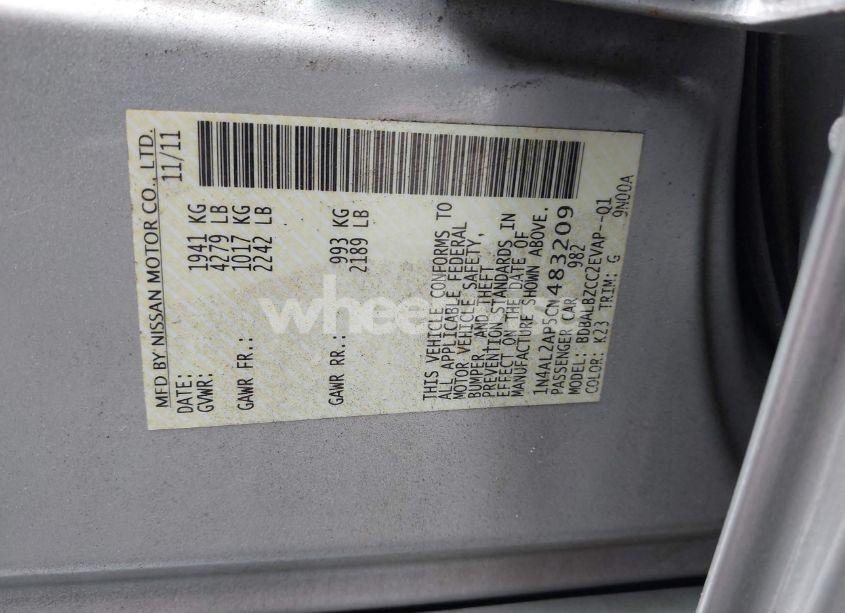 MFD BY NISSAN MOTOR CO., LTD.
DATE: 11/11
GVWR: 1941 KG
4279 LB
GAWR FR.: 1017 KG
2242 LB
GAWR RR.: 993 KG
2189 LB
THIS VEHICLE CONFORMS TO
ALL APPLICABLE FEDERAL
MOTOR VEHICLE SAFETY,
BUMPER, AND THEFT
PREVENTION STANDARDS IN
EFFECT ON THE DATE OF
MANUFACTURE SHOWN ABOVE.
1N4AL2AP5CN483209
PASSENGER CAR 982
MODEL: BDBALBZCC2EVAP--Q1
COLOR: K23 TRIM: G 9N00A